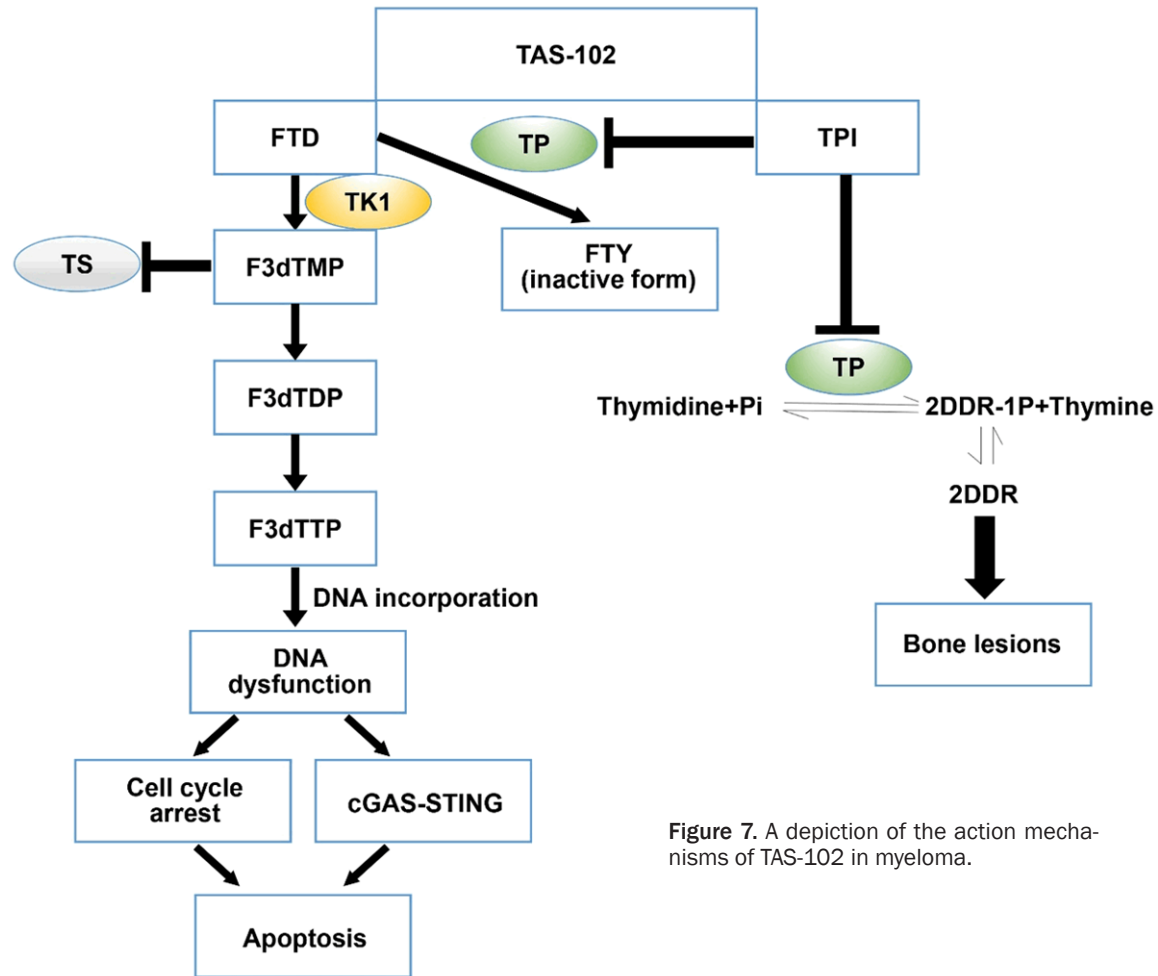 TAS-102
FTD
TP
TPI
TK1
TS
F3dTMP
FTY
(inactive form)
F3dTDP
TP
Thymidine+Pi
2DDR-1P+Thymine
2DDR
F3dTTP
DNA incorporation
Bone lesions
DNA
dysfunction
Cell cycle
arrest
cGAS-STING
Apoptosis
Figure 7. A depiction of the action mecha-
nisms of TAS-102 in myeloma.